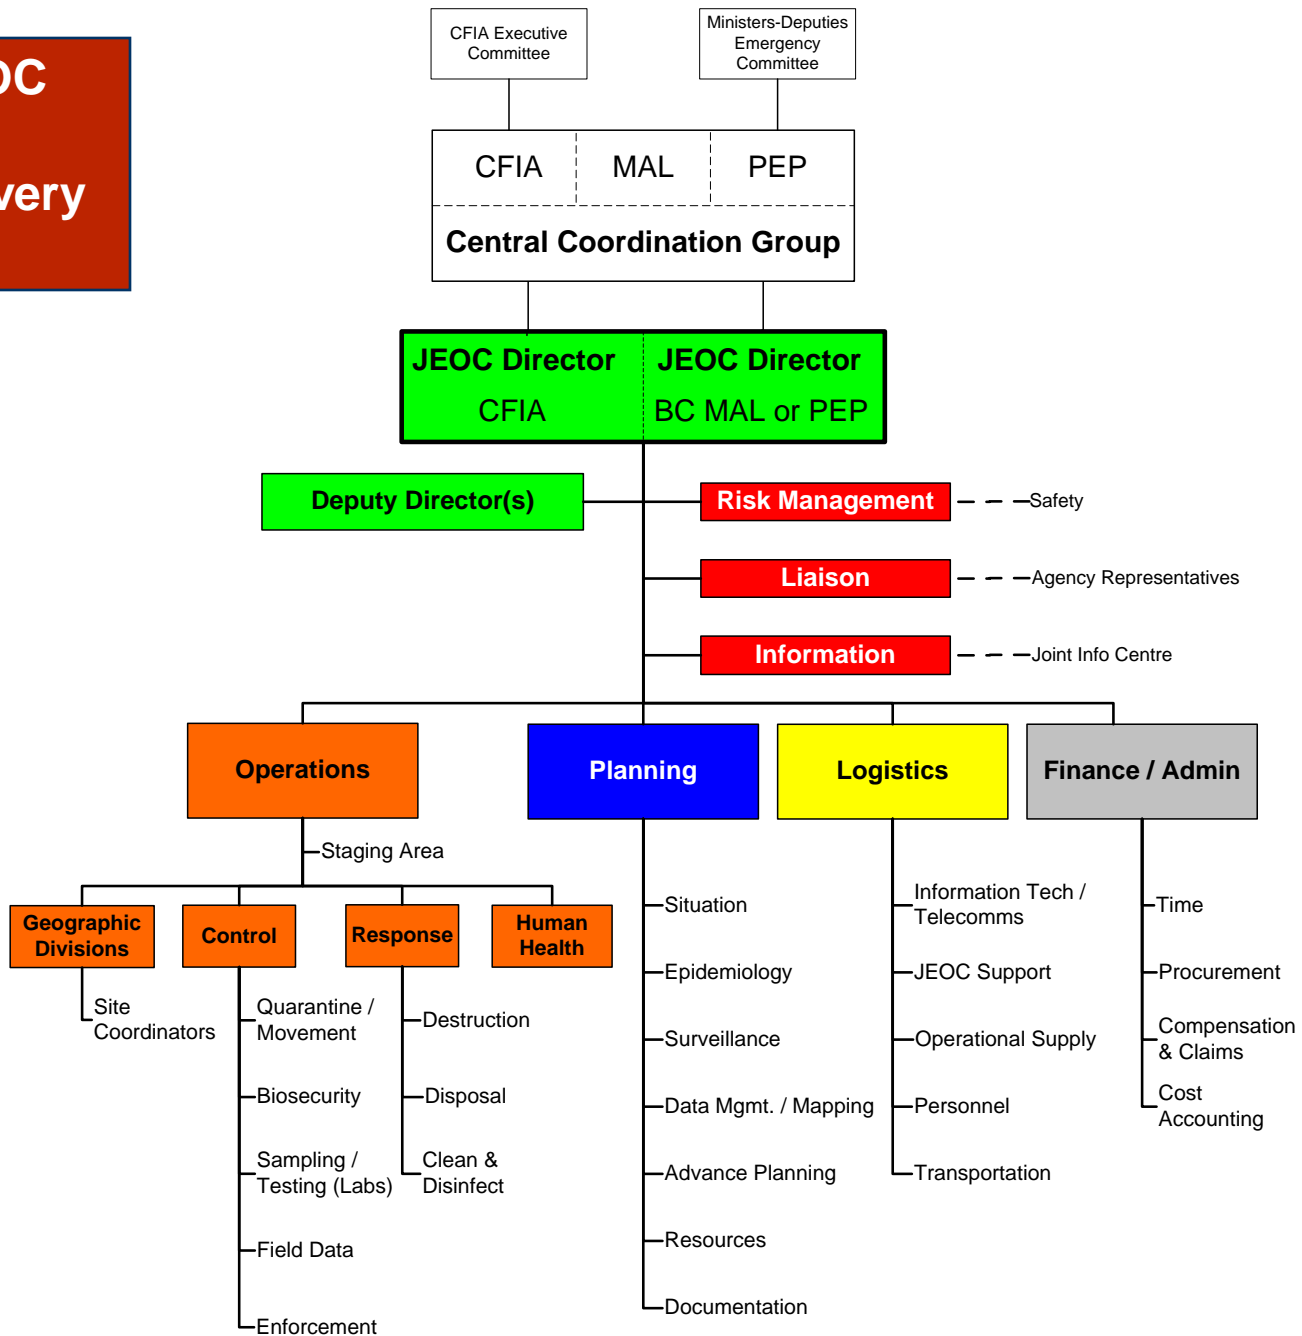 CFIA Executive
Committee
Ministers-Deputies
Emergency
Committee
CFIA
MAL
PEP
Central Coordination Group
JEOC Director
CFIA
JEOC Director
BC MAL or PEP
Deputy Director(s)
Risk Management
Safety
Liaison
Agency Representatives
Information
Joint Info Centre
Operations
Planning
Logistics
Finance / Admin
Staging Area
Geographic
Divisions
Control
Response
Human
Health
Site
Coordinators
Quarantine /
Movement
Biosecurity
Sampling /
Testing (Labs)
Field Data
Enforcement
Destruction
Disposal
Clean &
Disinfect
Situation
Epidemiology
Surveillance
Data Mgmt. / Mapping
Advance Planning
Resources
Documentation
Information Tech /
Telecomms
JEOC Support
Operational Supply
Personnel
Transportation
Time
Procurement
Compensation
& Claims
Cost
Accounting